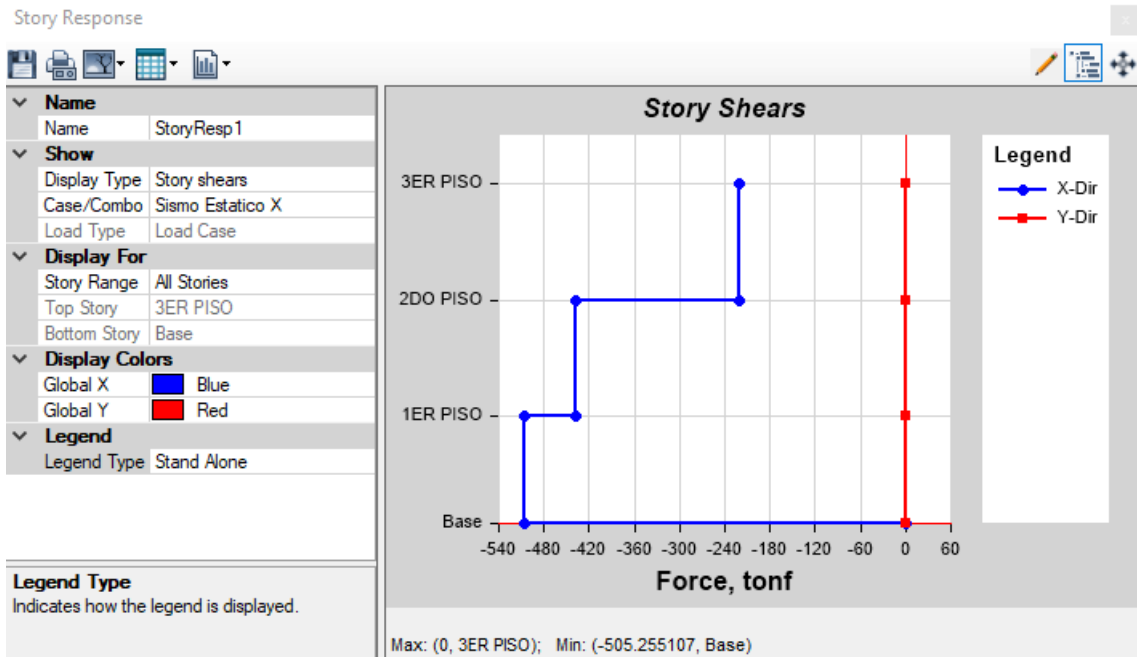 Story Response
x
Name
Name StoryResp1
Show
Display Type Story shears
Case/Combo Sismo Estatico X
Load Type Load Case
Display For
Story Range All Stories
Top Story 3ER PISO
Bottom Story Base
Display Colors
Global X Blue
Global Y Red
Legend
Legend Type Stand Alone
Legend Type
Indicates how the legend is displayed.
Story Shears
3ER PISO
2DO PISO
1ER PISO
Base
-540 -480 -420 -360 -300 -240 -180 -120 -60 0 60
Force, tonf
Legend
X-Dir
Y-Dir
Max: (0, 3ER PISO); Min: (-505.255107, Base)